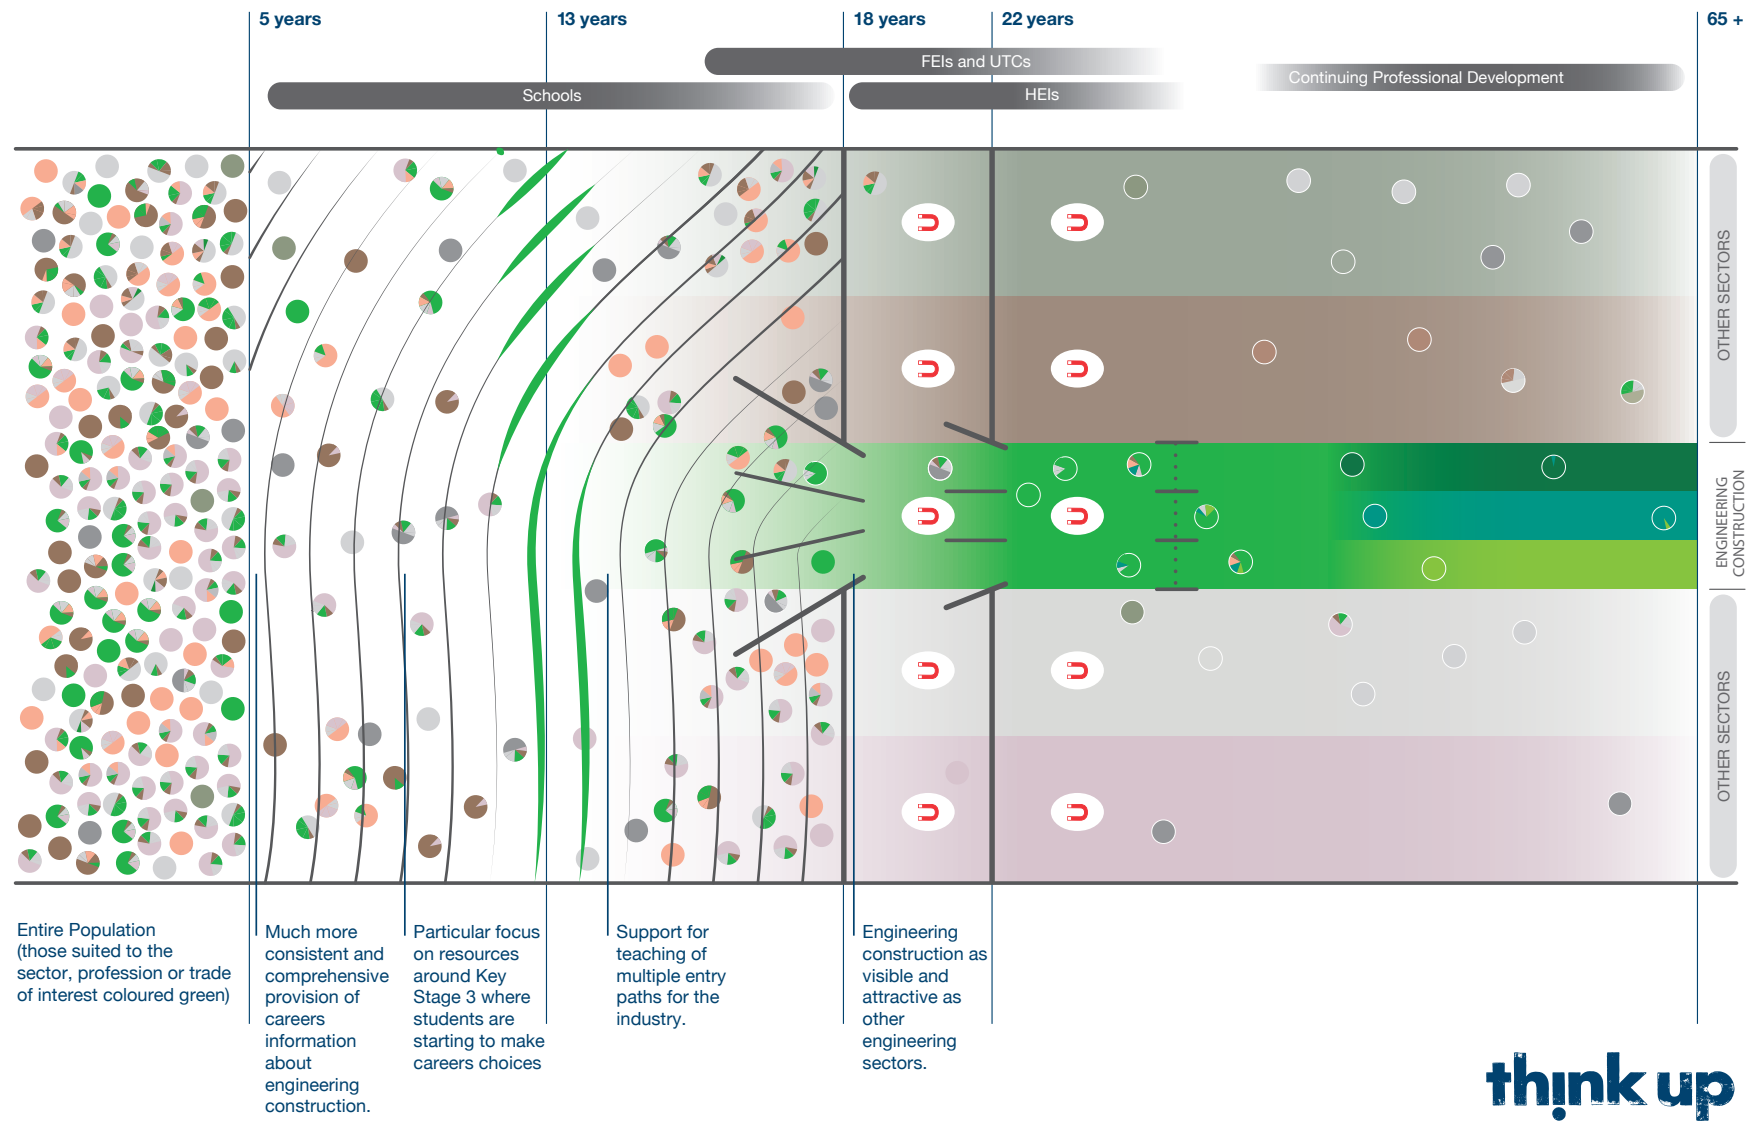 5 years
13 years
18 years
22 years
65 +
FEIs and UTCs
Continuing Professional Development
Schools
HEIs
OTHER SECTORS
ENGINEERING
CONSTRUCTION
OTHER SECTORS
Entire Population
(those suited to the
sector, profession or trade
of interest coloured green)
Much more
consistent and
comprehensive
provision of
careers
information
about
engineering
construction.
Particular focus
on resources
around Key
Stage 3 where
students are
starting to make
careers choices
Support for
teaching of
multiple entry
paths for the
industry.
Engineering
construction as
visible and
attractive as
other
engineering
sectors.
think up